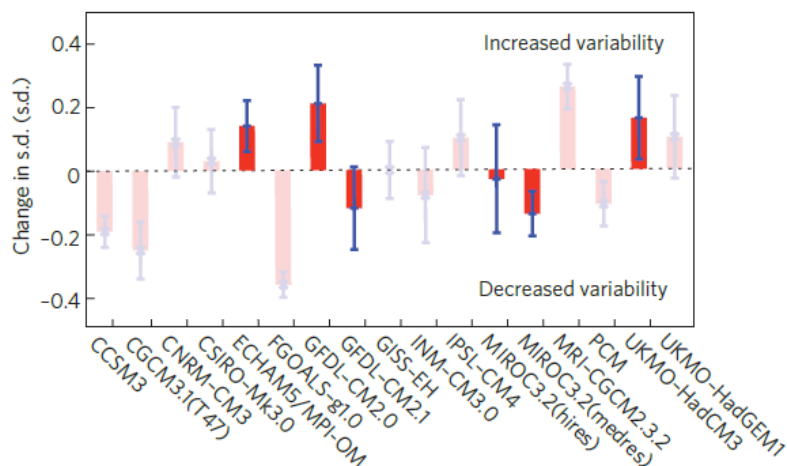 Change in s.d. (s.d.)
0.4
0.2
0
−0.2
−0.4
Increased variability
Decreased variability
CCSM3
CGCM3.1(T47)
CNRM−CM3
CSIRO−Mk3.0
ECHAM5/MPI−OM
FGOALS−g1.0
GFDL−CM2.0
GFDL−CM2.1
GISS−EH
INM−CM3.0
IPSL−CM4
MIROC3.2(hires)
MIROC3.2(medres)
MRI−CGCM2.3.2
PCM
UKMO−HadCM3
UKMO−HadGEM1